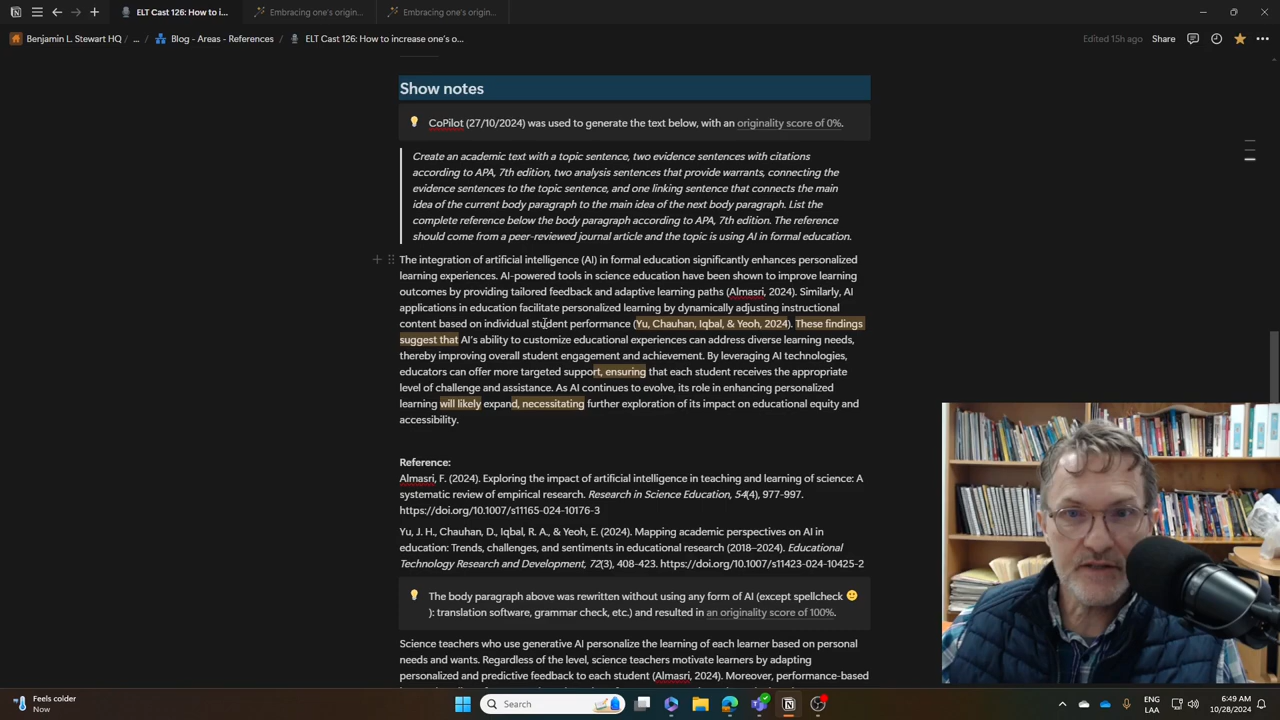 ELT Cast 126: How to i...
Embracing one's origin...
Embracing one's origin...
Benjamin L. Stewart HQ / ... / Blog - Areas - References / ELT Cast 126: How to increase one's o...
Edited 15h ago
Share
Show notes
CoPilot (27/10/2024) was used to generate the text below, with an originality score of 0%.
Create an academic text with a topic sentence, two evidence sentences with citations
according to APA, 7th edition, two analysis sentences that provide warrants, connecting the
evidence sentences to the topic sentence, and one linking sentence that connects the main
idea of the current body paragraph to the main idea of the next body paragraph. List the
complete reference below the body paragraph according to APA, 7th edition. The reference
should come from a peer-reviewed journal article and the topic is using AI in formal education.
The integration of artificial intelligence (AI) in formal education significantly enhances personalized
learning experiences. AI-powered tools in science education have been shown to improve learning
outcomes by providing tailored feedback and adaptive learning paths (Almasri, 2024). Similarly, AI
applications in education facilitate personalized learning by dynamically adjusting instructional
content based on individual student performance (Yu, Chauhan, Iqbal, & Yeoh, 2024). These findings
suggest that AI's ability to customize educational experiences can address diverse learning needs,
thereby improving overall student engagement and achievement. By leveraging AI technologies,
educators can offer more targeted support, ensuring that each student receives the appropriate
level of challenge and assistance. As AI continues to evolve, its role in enhancing personalized
learning will likely expand, necessitating further exploration of its impact on educational equity and
accessibility.
Reference:
Almasri, F. (2024). Exploring the impact of artificial intelligence in teaching and learning of science: A
systematic review of empirical research. Research in Science Education, 54(4), 977-997.
https://doi.org/10.1007/s11165-024-10176-3
Yu, J. H., Chauhan, D., Iqbal, R. A., & Yeoh, E. (2024). Mapping academic perspectives on AI in
education: Trends, challenges, and sentiments in educational research (2018–2024). Educational
Technology Research and Development, 72(3), 408-423. https://doi.org/10.1007/s11423-024-10425-2
The body paragraph above was rewritten without using any form of AI (except spellcheck 🙂
): translation software, grammar check, etc.) and resulted in an originality score of 100%.
Science teachers who use generative AI personalize the learning of each learner based on personal
needs and wants. Regardless of the level, science teachers motivate learners by adapting
personalized and predictive feedback to each student (Almasri, 2024). Moreover, performance-based
Feels colder
Now
Search
ENG
LAA
6:49 AM
10/28/2024